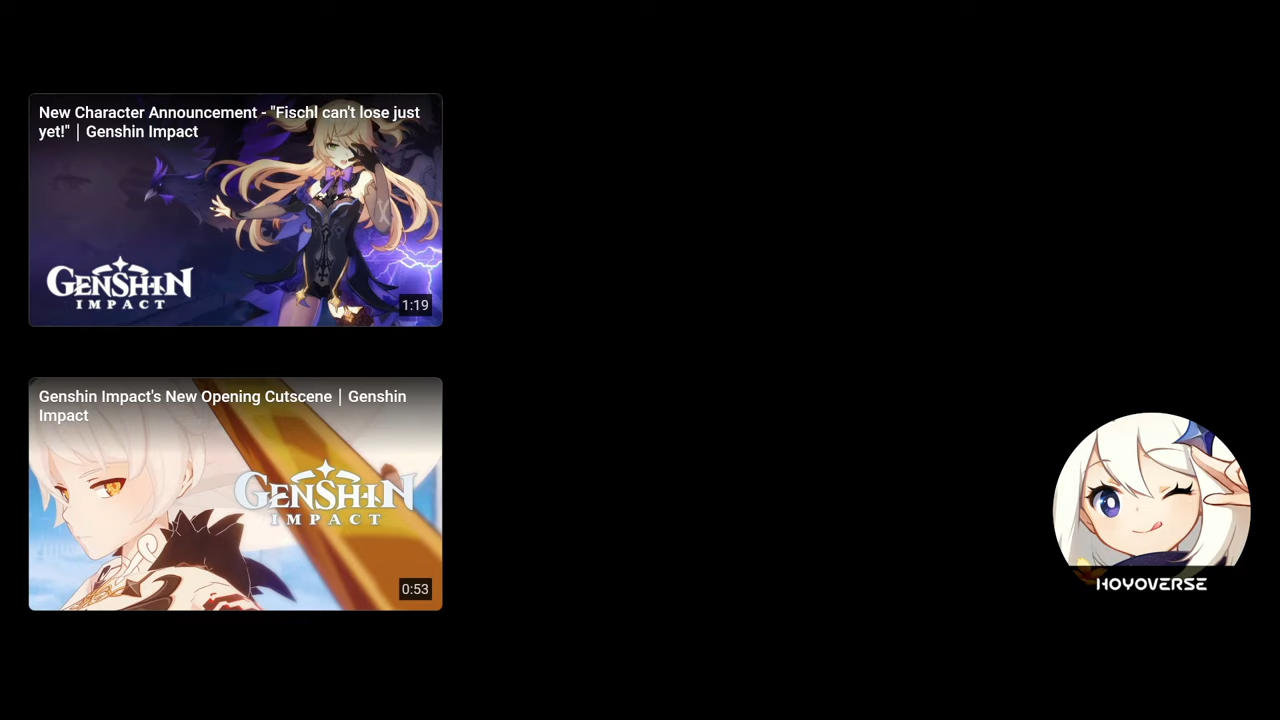 New Character Announcement - "Fischl can't lose just
yet!" | Genshin Impact
GENSHIN
IMPACT
1:19
Genshin Impact's New Opening Cutscene | Genshin
Impact
GENSHIN
IMPACT
0:53
HOYOVERSE